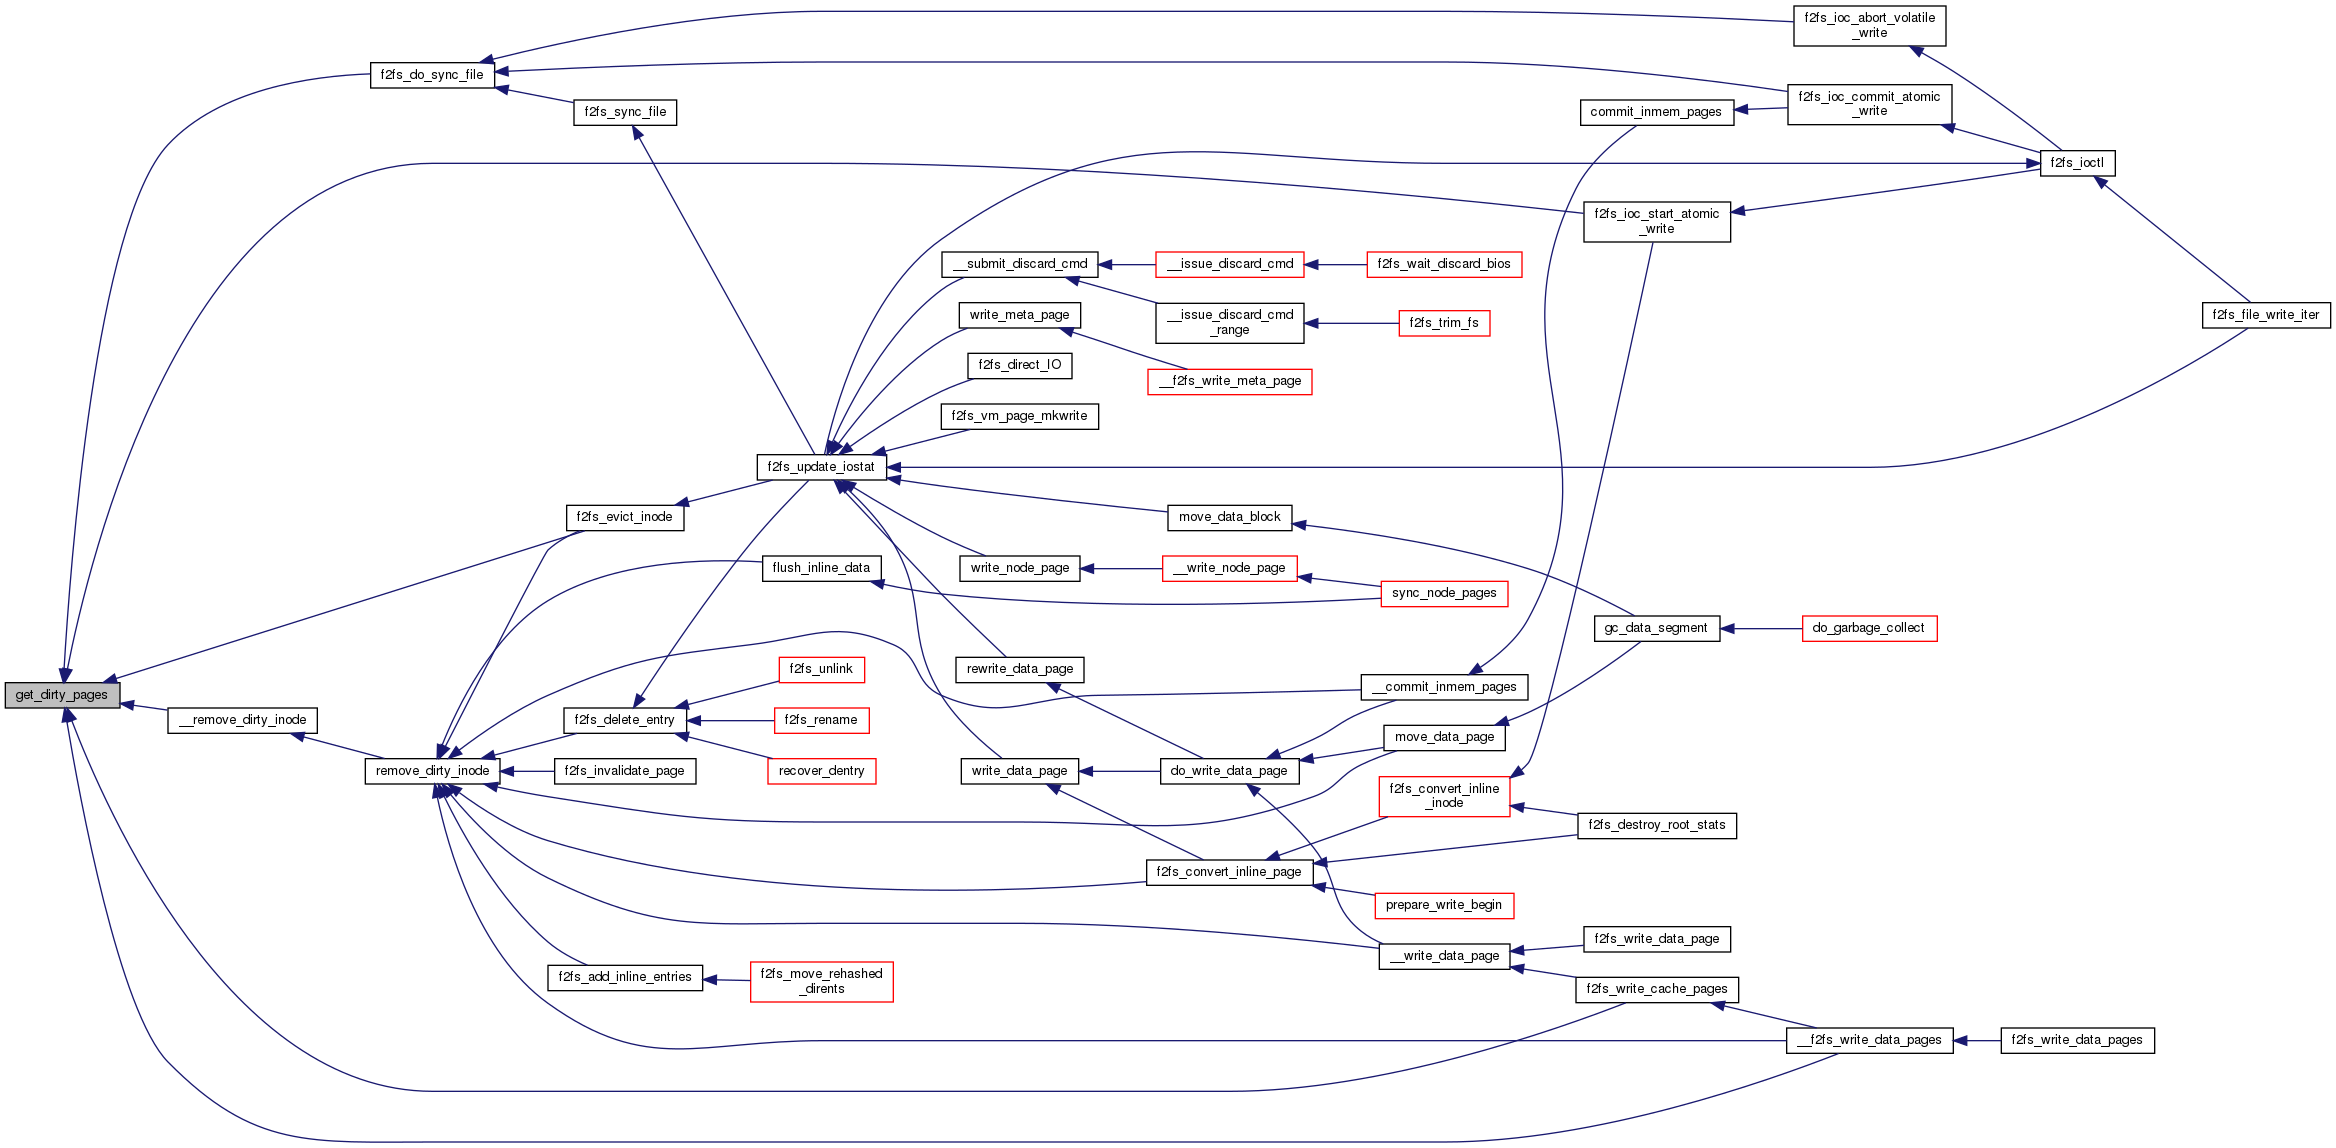 f2fs_ioc_abort_volatile
_write
f2fs_do_sync_file
f2fs_ioc_commit_atomic
_write
f2fs_sync_file
commit_inmem_pages
f2fs_ioctl
f2fs_ioc_start_atomic
_write
__submit_discard_cmd
__issue_discard_cmd
f2fs_wait_discard_bios
write_meta_page
__issue_discard_cmd
_range
f2fs_trim_fs
f2fs_file_write_iter
f2fs_direct_IO
__f2fs_write_meta_page
f2fs_vm_page_mkwrite
f2fs_update_iostat
f2fs_evict_inode
move_data_block
flush_inline_data
write_node_page
__write_node_page
sync_node_pages
gc_data_segment
do_garbage_collect
f2fs_unlink
rewrite_data_page
__commit_inmem_pages
get_dirty_pages
__remove_dirty_inode
f2fs_delete_entry
f2fs_rename
move_data_page
remove_dirty_inode
f2fs_invalidate_page
recover_dentry
write_data_page
do_write_data_page
f2fs_convert_inline
_inode
f2fs_destroy_root_stats
f2fs_convert_inline_page
prepare_write_begin
f2fs_write_data_page
__write_data_page
f2fs_add_inline_entries
f2fs_move_rehashed
_dirents
f2fs_write_cache_pages
__f2fs_write_data_pages
f2fs_write_data_pages